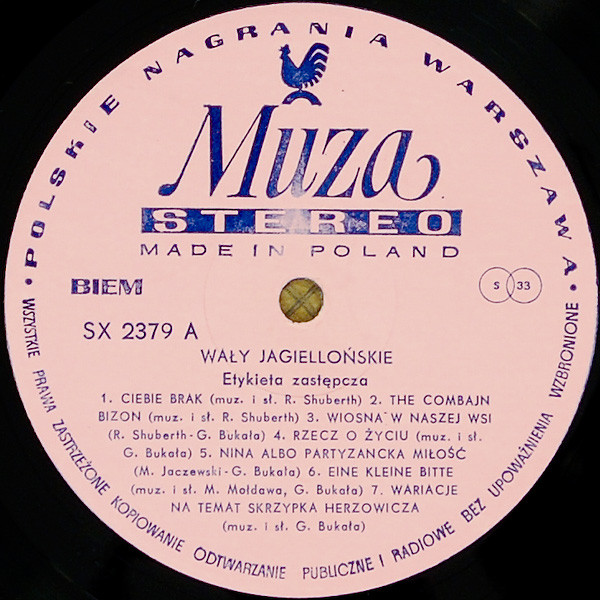 • POLSKIE NAGRANIA WARSZAWA •
Muza
STEREO
MADE IN POLAND
BIEM
S 33
SX 2379 A
WAŁY JAGIELLOŃSKIE
Etykieta zastępcza
1. CIEBIE BRAK (muz. i sł. R. Shuberth) 2. THE COMBAJN
BIZON (muz. i sł. R. Shuberth) 3. WIOSNA W NASZEJ WSI
(R. Shuberth-G. Bukała) 4. RZECZ O ŻYCIU (muz. i sł.
G. Bukała) 5. NINA ALBO PARTYZANCKA MIŁOŚĆ
(M. Jaczewski-G. Bukala) 6. EINE KLEINE BITTE
(muz. i sł. M. Mołdawa, G. Bukała) 7. WARIACJE
NA TEMAT SKRZYPKA HERZOWICZA
(muz. i sł. G. Bukała)
WSZYSTKIE PRAWA ZASTRZEŻONE KOPIOWANIE ODTWARZANIE PUBLICZNE I RADIOWE BEZ UPOWAŻNIENIA WZBRONIONE